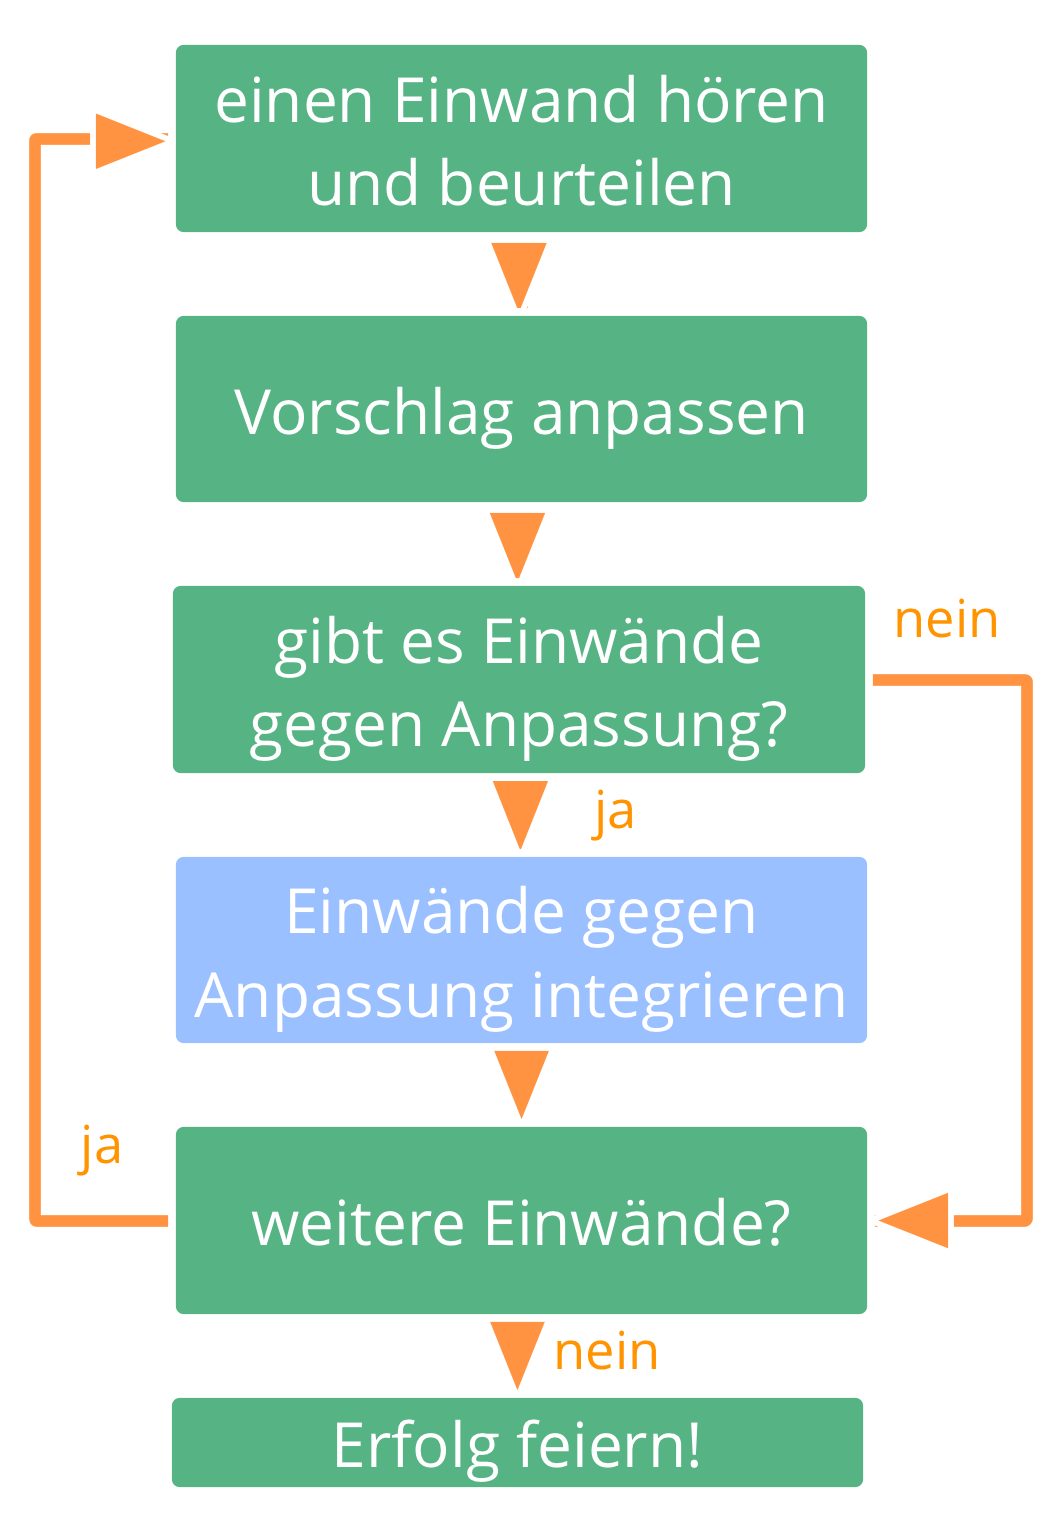 einen Einwand hören
und beurteilen
Vorschlag anpassen
gibt es Einwände
gegen Anpassung?
nein
ja
Einwände gegen
Anpassung integrieren
ja
weitere Einwände?
nein
Erfolg feiern!